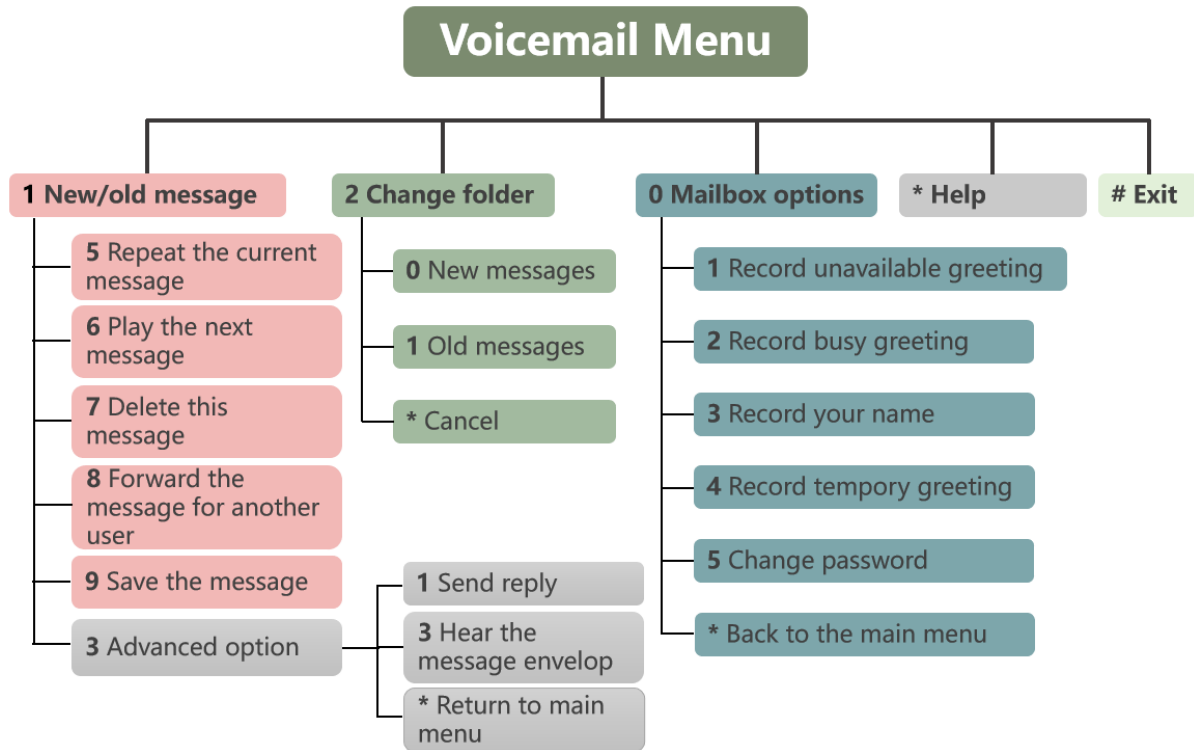 Voicemail Menu
1 New/old message
5 Repeat the current
message
6 Play the next
message
7 Delete this
message
8 Forward the
message for another
user
9 Save the message
3 Advanced option
1 Send reply
3 Hear the
message envelop
* Return to main
menu
2 Change folder
0 New messages
1 Old messages
* Cancel
0 Mailbox options
1 Record unavailable greeting
2 Record busy greeting
3 Record your name
4 Record tempory greeting
5 Change password
* Back to the main menu
* Help
# Exit